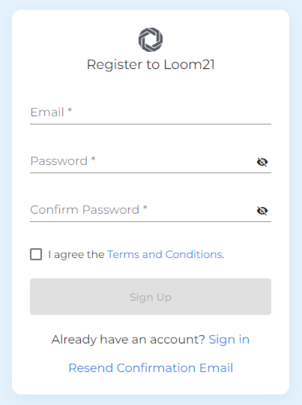 Register to Loom21
Email *
Password *
Confirm Password *
I agree the Terms and Conditions.
Sign Up
Already have an account? Sign in
Resend Confirmation Email